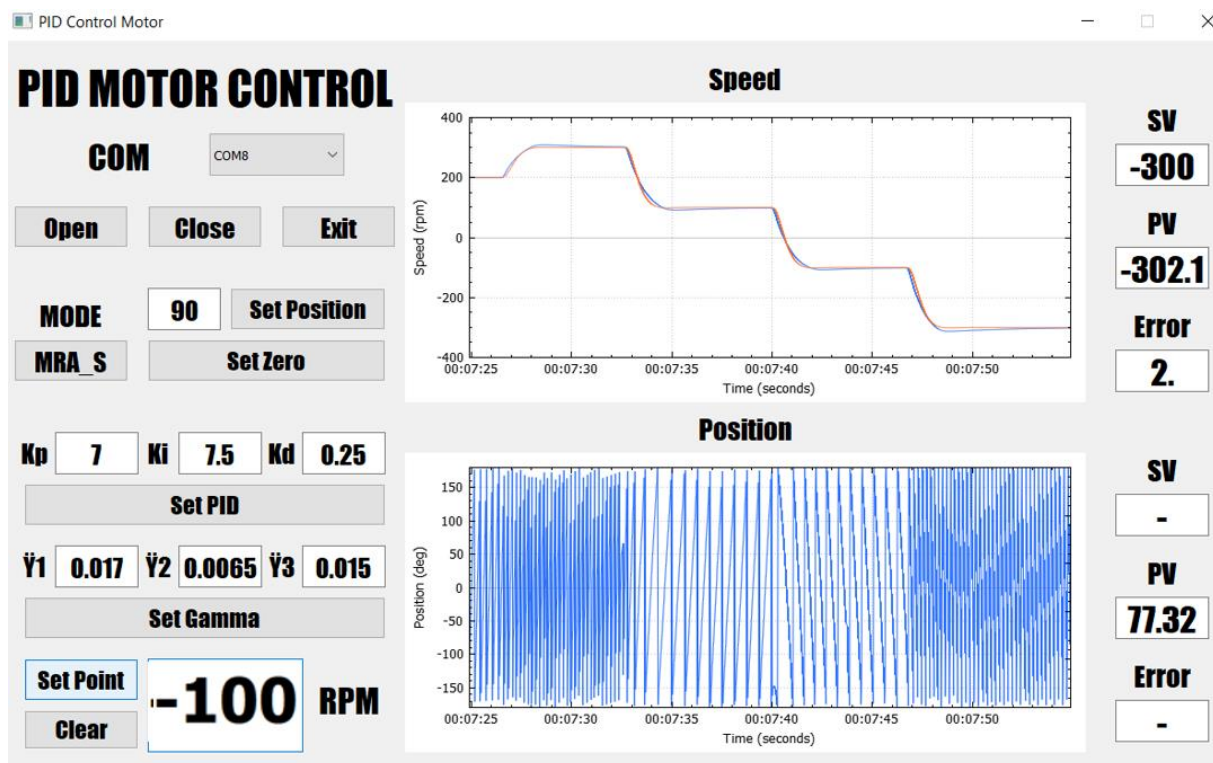 PID Control Motor
PID MOTOR CONTROL
COM
COM8
Open Close Exit
MODE
90 Set Position
MRA_S
Set Zero
Kp 7 Ki 7.5 Kd 0.25
Set PID
Ÿ1 0.017 Ÿ2 0.0065 Ÿ3 0.015
Set Gamma
Set Point
Clear
-100 RPM
Speed
400
200
0
-200
-400
Speed (rpm)
00:07:25 00:07:30 00:07:35 00:07:40 00:07:45 00:07:50
Time (seconds)
SV
-300
PV
-302.1
Error
2.
Position
150
100
50
0
-50
-100
-150
Position (deg)
00:07:25 00:07:30 00:07:35 00:07:40 00:07:45 00:07:50
Time (seconds)
SV
-
PV
77.32
Error
-